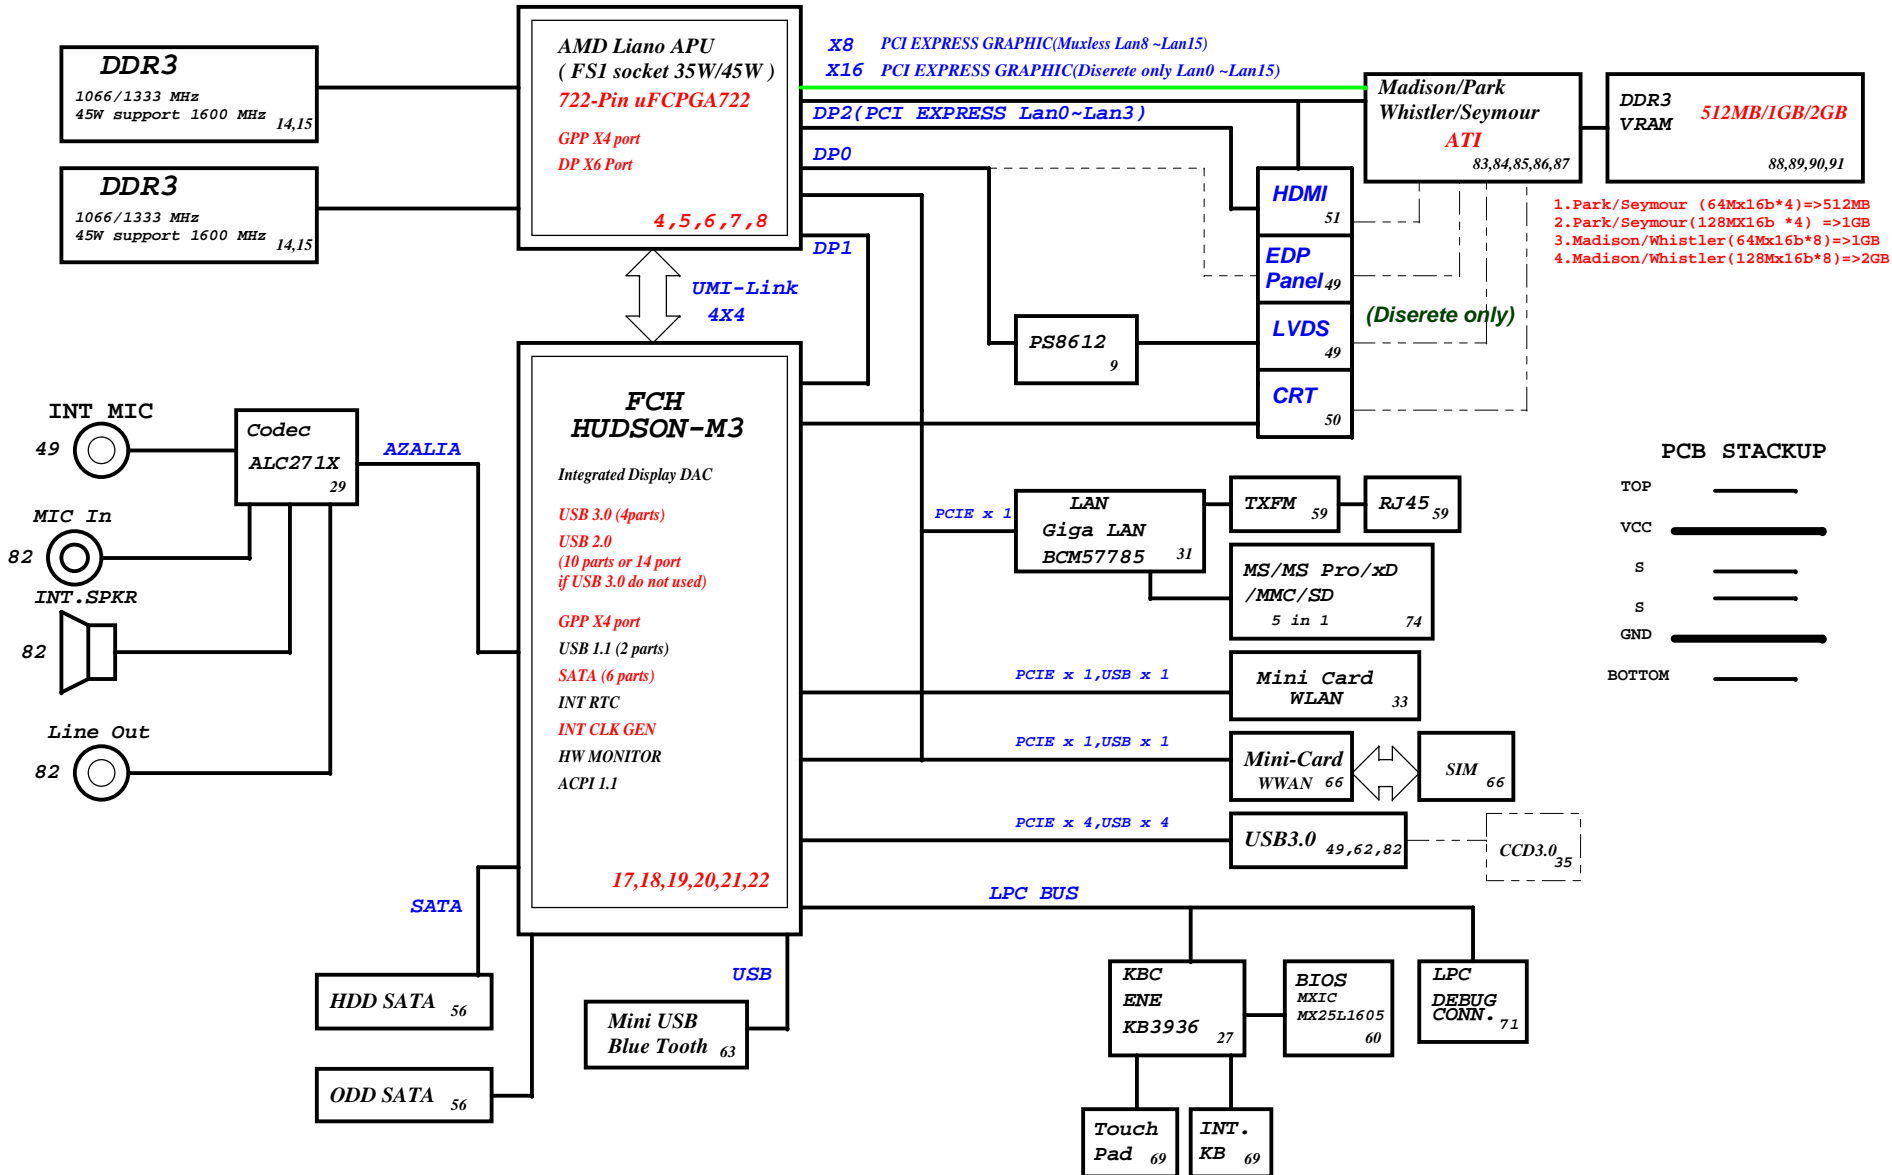 DDR3
1066/1333 MHz
45W support 1600 MHz
14,15
DDR3
1066/1333 MHz
45W support 1600 MHz
14,15
AMD Liano APU
( FS1 socket 35W/45W )
722-Pin uFCPGA722
GPP X4 port
DP X6 Port
4,5,6,7,8
X8 PCI EXPRESS GRAPHIC(Muxless Lan8 ~Lan15)
X16 PCI EXPRESS GRAPHIC(Diserete only Lan0 ~Lan15)
DP2(PCI EXPRESS Lan0~Lan3)
DP0
DP1
Madison/Park
Whistler/Seymour
ATI
83,84,85,86,87
DDR3
VRAM
512MB/1GB/2GB
88,89,90,91
1.Park/Seymour (64Mx16b*4)=>512MB
2.Park/Seymour(128MX16b *4) =>1GB
3.Madison/Whistler(64Mx16b*8)=>1GB
4.Madison/Whistler(128Mx16b*8)=>2GB
HDMI
51
EDP
Panel
49
LVDS
49
CRT
50
(Diserete only)
PS8612
9
UMI-Link
4X4
FCH
HUDSON-M3
Integrated Display DAC
USB 3.0 (4parts)
USB 2.0
(10 parts or 14 port
if USB 3.0 do not used)
GPP X4 port
USB 1.1 (2 parts)
SATA (6 parts)
INT RTC
INT CLK GEN
HW MONITOR
ACPI 1.1
17,18,19,20,21,22
INT MIC
49
Codec
ALC271X
29
AZALIA
MIC In
82
INT.SPKR
82
Line Out
82
PCIE x 1
LAN
Giga LAN
BCM57785
31
TXFM
59
RJ45
59
MS/MS Pro/xD
/MMC/SD
5 in 1
74
PCIE x 1,USB x 1
Mini Card
WLAN
33
PCIE x 1,USB x 1
Mini-Card
WWAN
66
SIM
66
PCIE x 4,USB x 4
USB3.0
49,62,82
CCD3.0
35
PCB STACKUP
TOP
VCC
S
S
GND
BOTTOM
SATA
HDD SATA
56
ODD SATA
56
USB
Mini USB
Blue Tooth
63
LPC BUS
KBC
ENE
KB3936
27
BIOS
MXIC
MX25L1605
60
LPC
DEBUG
CONN.
71
Touch
Pad
69
INT.
KB
69